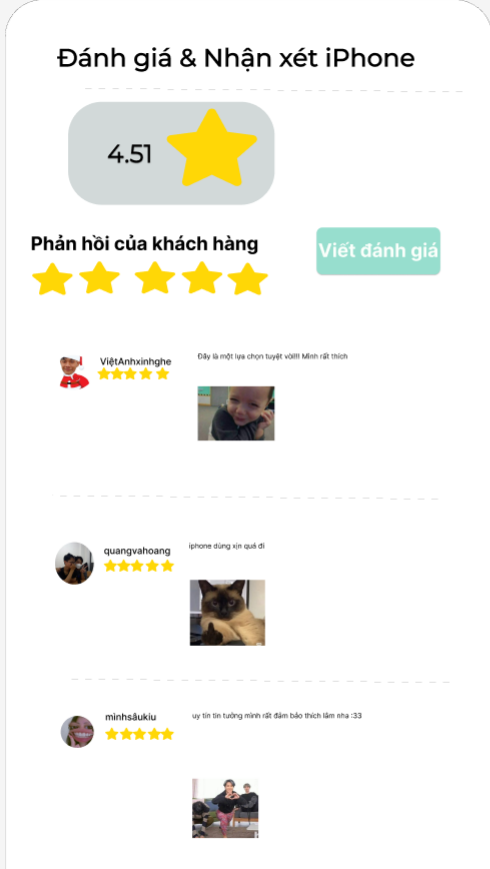 Đánh giá & Nhận xét iPhone
4.51
Phản hồi của khách hàng
Viết đánh giá
ViệtAnhxinhghe
Đây là một lựa chọn tuyệt vời!!! Mình rất thích
quangvahoang
iphone dùng xịn quá đi
mìnhsâukíu
uy tín tin tưởng mình rất đảm bảo thích lắm nha :33